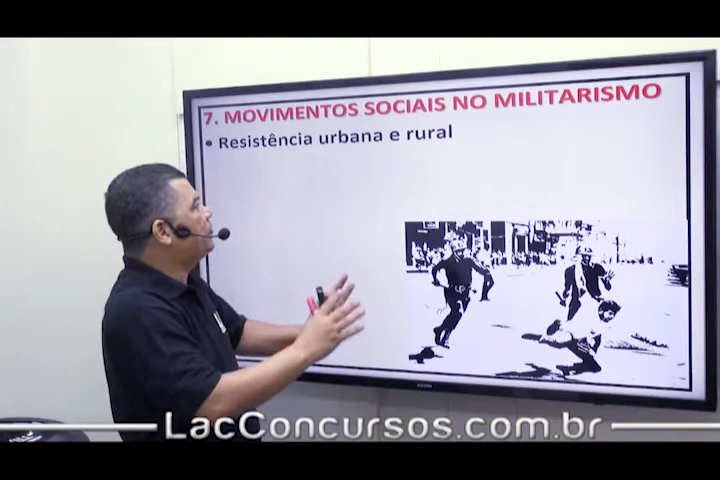 7. MOVIMENTOS SOCIAIS NO MILITARISMO
• Resistência urbana e rural
LacConcursos.com.br